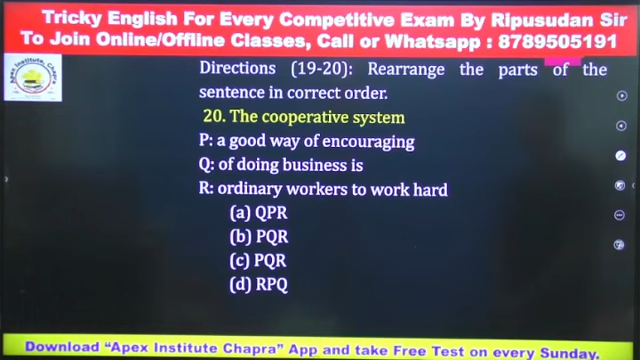 Tricky English For Every Competitive Exam By Ripusudan Sir
To Join Online/Offline Classes, Call or Whatsapp : 8789505191
Apex Institute, Chapra
Directions (19-20): Rearrange the parts of the
sentence in correct order.
20. The cooperative system
P: a good way of encouraging
Q: of doing business is
R: ordinary workers to work hard
(a) QPR
(b) PQR
(c) PQR
(d) RPQ
Download “Apex Institute Chapra” App and take Free Test on every Sunday.